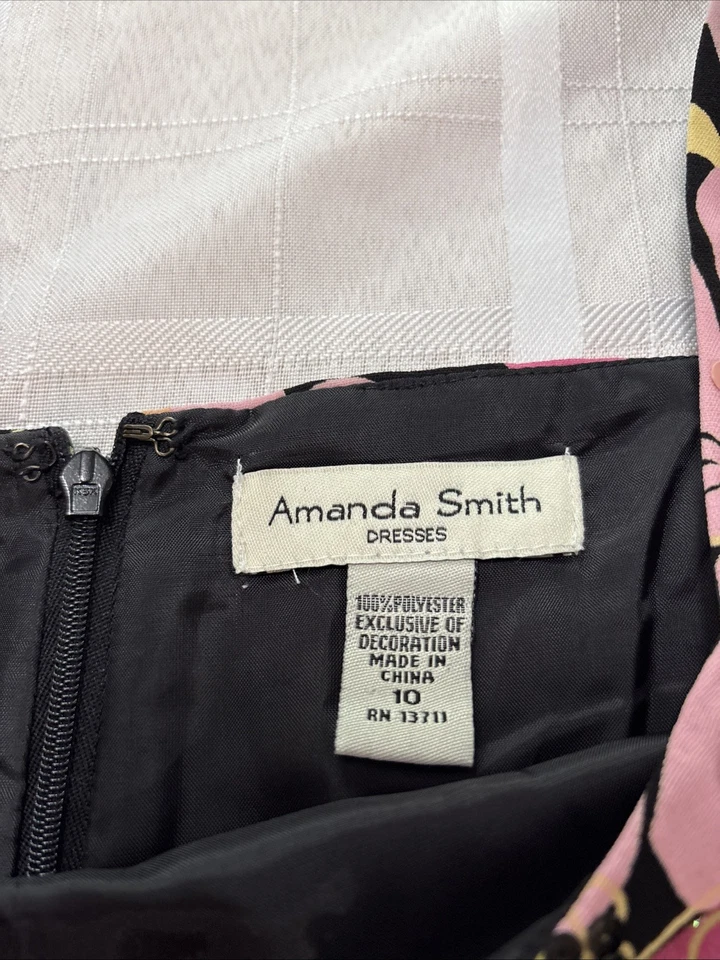 Amanda Smith
DRESSES
100%POLYESTER
EXCLUSIVE OF
DECORATION
MADE IN
CHINA
10
RN 13711